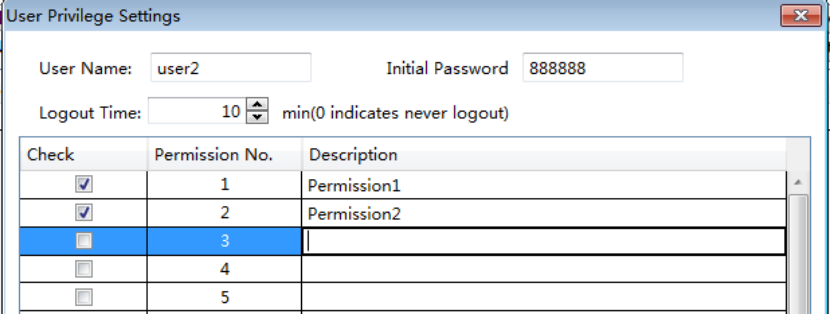 User Privilege Settings
User Name: user2 Initial Password 888888
Logout Time: 10 min(0 indicates never logout)
Check Permission No. Description
1 Permission1
2 Permission2
3
4
5